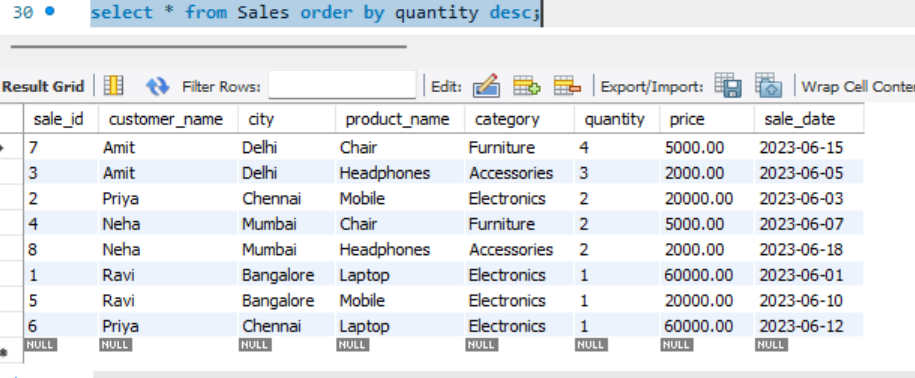 30 select * from Sales order by quantity desc;
Result Grid Filter Rows: Edit: Export/Import: Wrap Cell Conte
sale_id customer_name city product_name category quantity price sale_date
7 Amit Delhi Chair Furniture 4 5000.00 2023-06-15
3 Amit Delhi Headphones Accessories 3 2000.00 2023-06-05
2 Priya Chennai Mobile Electronics 2 20000.00 2023-06-03
4 Neha Mumbai Chair Furniture 2 5000.00 2023-06-07
8 Neha Mumbai Headphones Accessories 2 2000.00 2023-06-18
1 Ravi Bangalore Laptop Electronics 1 60000.00 2023-06-01
5 Ravi Bangalore Mobile Electronics 1 20000.00 2023-06-10
6 Priya Chennai Laptop Electronics 1 60000.00 2023-06-12
NULL NULL NULL NULL NULL NULL NULL NULL